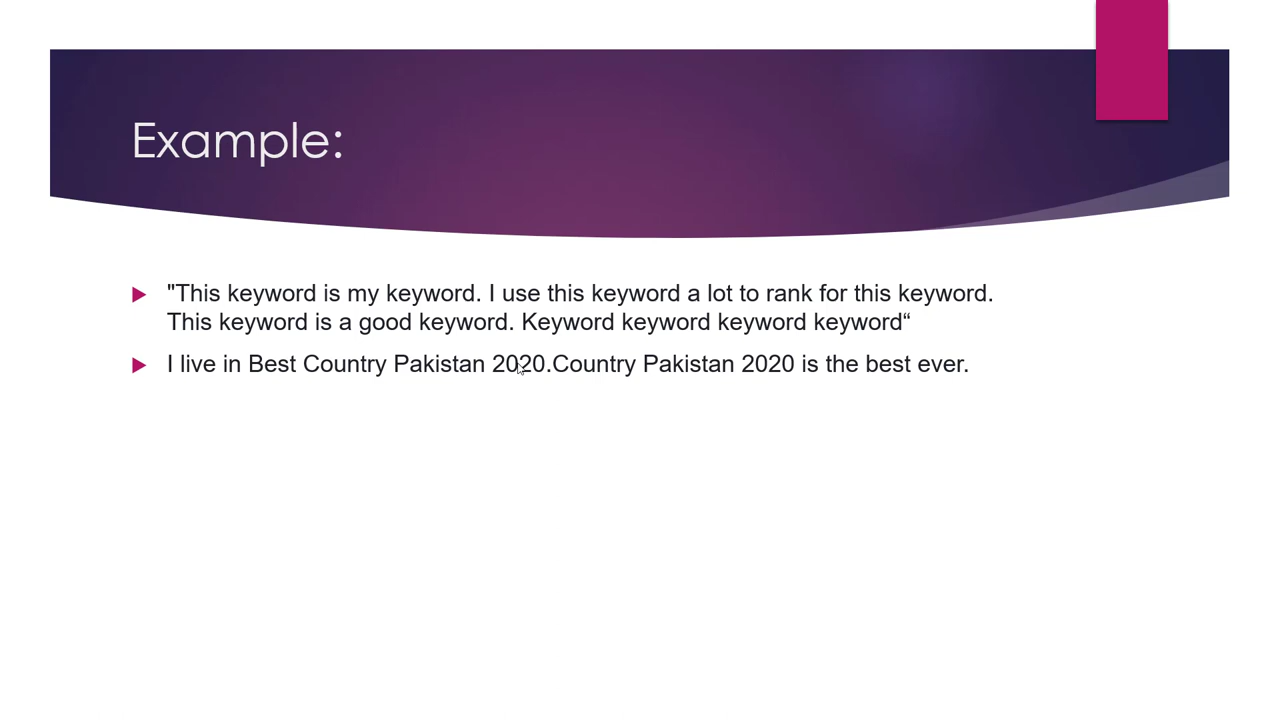 Example:
"This keyword is my keyword. I use this keyword a lot to rank for this keyword.
This keyword is a good keyword. Keyword keyword keyword keyword“
I live in Best Country Pakistan 2020.Country Pakistan 2020 is the best ever.